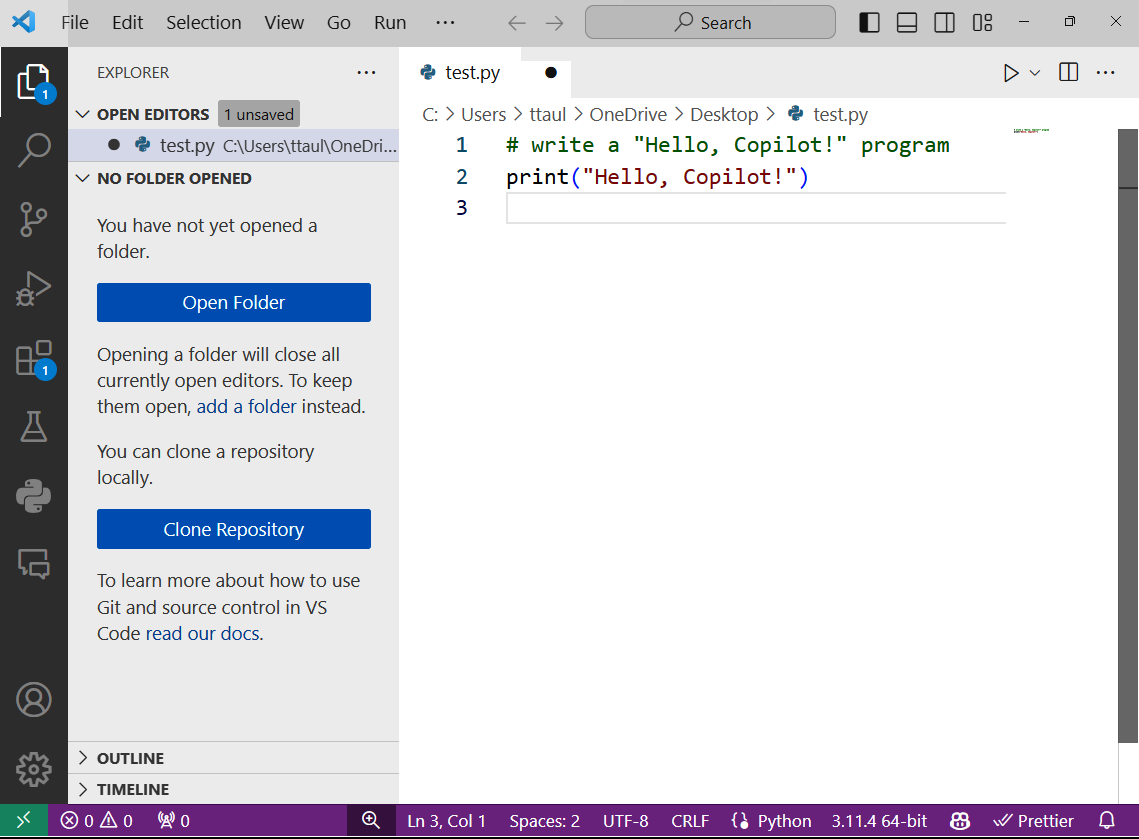 File Edit Selection View Go Run ··· Search
EXPLORER ···
OPEN EDITORS 1 unsaved
test.py C:\Users\ttaul\OneDri...
NO FOLDER OPENED
You have not yet opened a
folder.
Open Folder
Opening a folder will close all
currently open editors. To keep
them open, add a folder instead.
You can clone a repository
locally.
Clone Repository
To learn more about how to use
Git and source control in VS
Code read our docs.
OUTLINE
TIMELINE
1
1
test.py
C: > Users > ttaul > OneDrive > Desktop > test.py
1 # write a "Hello, Copilot!" program
2 print("Hello, Copilot!")
3
0 0 0 Ln 3, Col 1 Spaces: 2 UTF-8 CRLF Python 3.11.4 64-bit Prettier